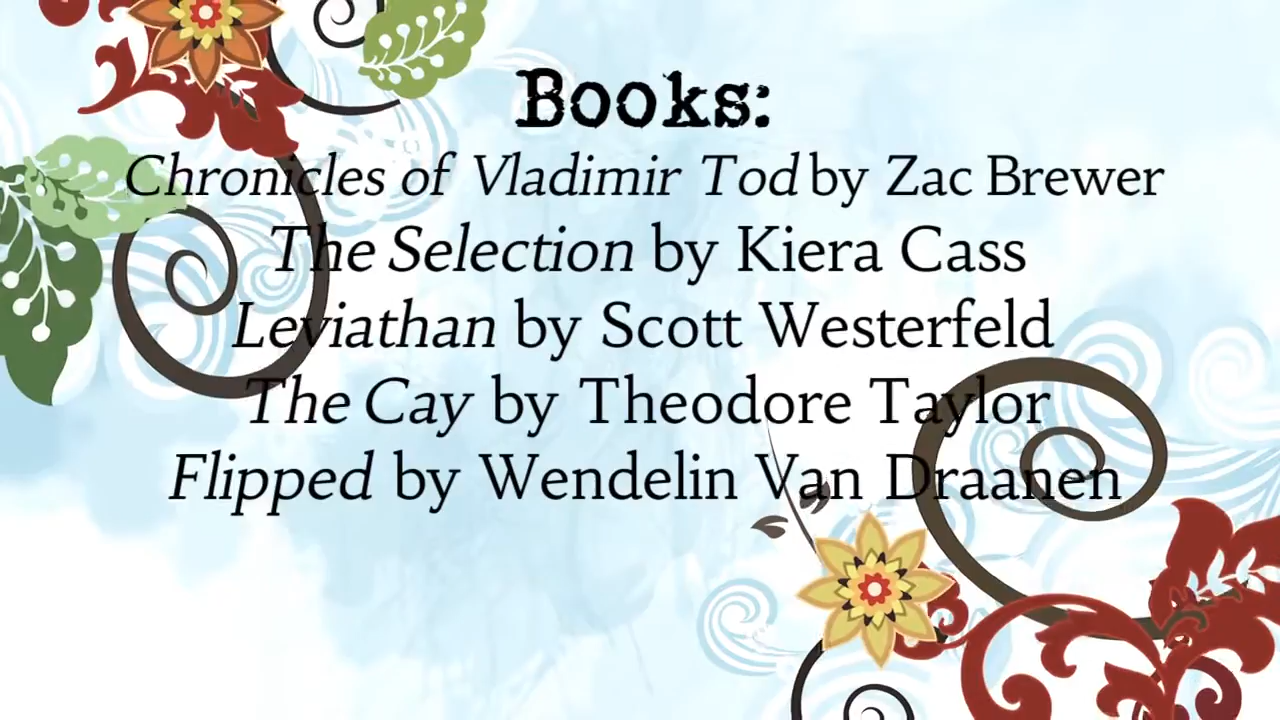 Books:
Chronicles of Vladimir Tod by Zac Brewer
The Selection by Kiera Cass
Leviathan by Scott Westerfeld
The Cay by Theodore Taylor
Flipped by Wendelin Van Draanen